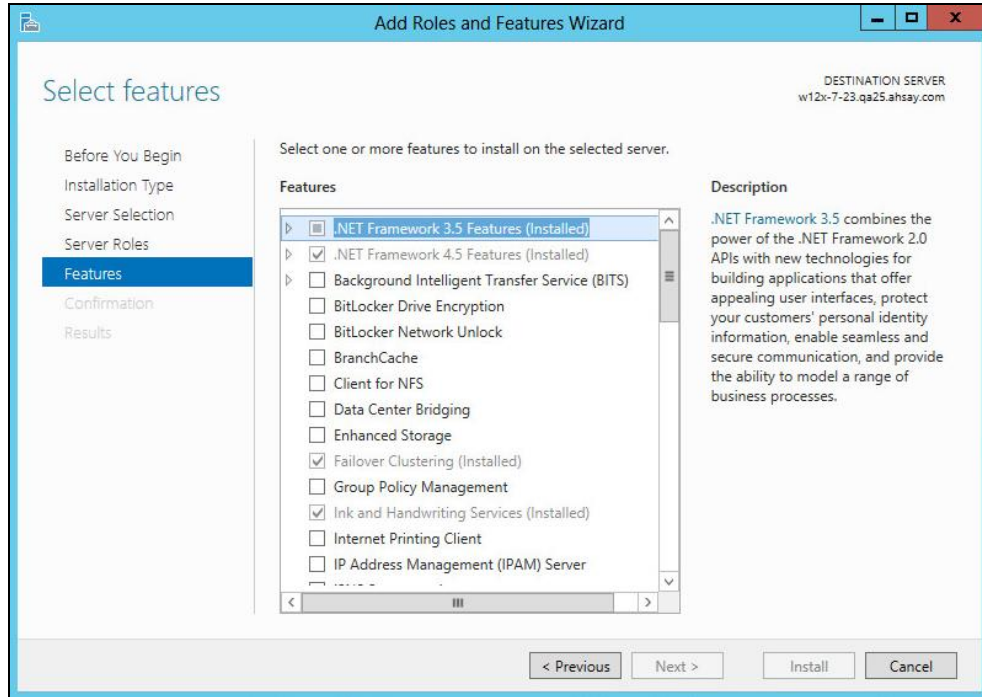 Add Roles and Features Wizard
Select features
DESTINATION SERVER
w12x-7-23.qa25.ahsay.com
Before You Begin
Installation Type
Server Selection
Server Roles
Features
Confirmation
Results
Select one or more features to install on the selected server.
Features
.NET Framework 3.5 Features (Installed)
.NET Framework 4.5 Features (Installed)
Background Intelligent Transfer Service (BITS)
BitLocker Drive Encryption
BitLocker Network Unlock
BranchCache
Client for NFS
Data Center Bridging
Enhanced Storage
Failover Clustering (Installed)
Group Policy Management
Ink and Handwriting Services (Installed)
Internet Printing Client
IP Address Management (IPAM) Server
Description
.NET Framework 3.5 combines the
power of the .NET Framework 2.0
APIs with new technologies for
building applications that offer
appealing user interfaces, protect
your customers' personal identity
information, enable seamless and
secure communication, and provide
the ability to model a range of
business processes.
< Previous
Next >
Install
Cancel